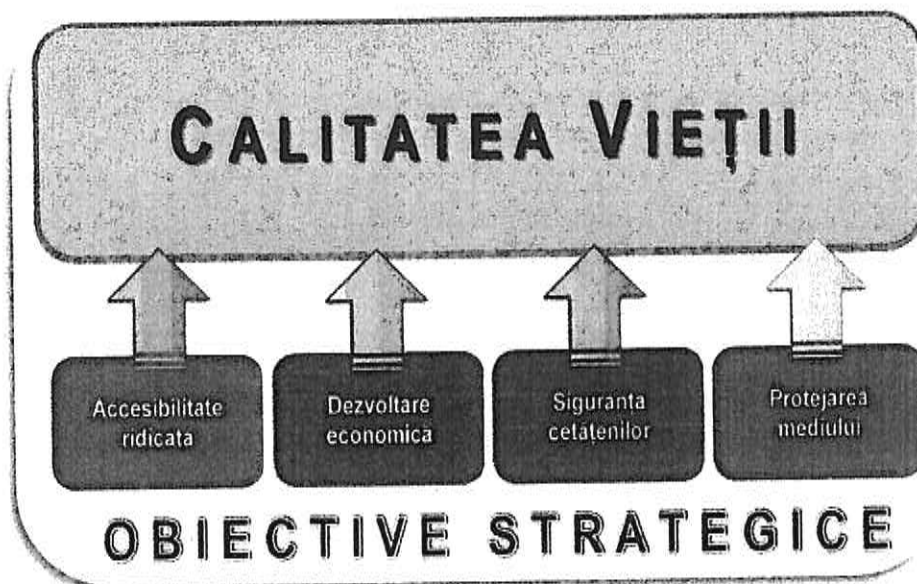 CALITATEA VIEȚII
Accesibilitate
ridicata
Dezvoltare
economica
Siguranta
cetățenilor
Protejarea
mediului
OBIECTIVE STRATEGICE